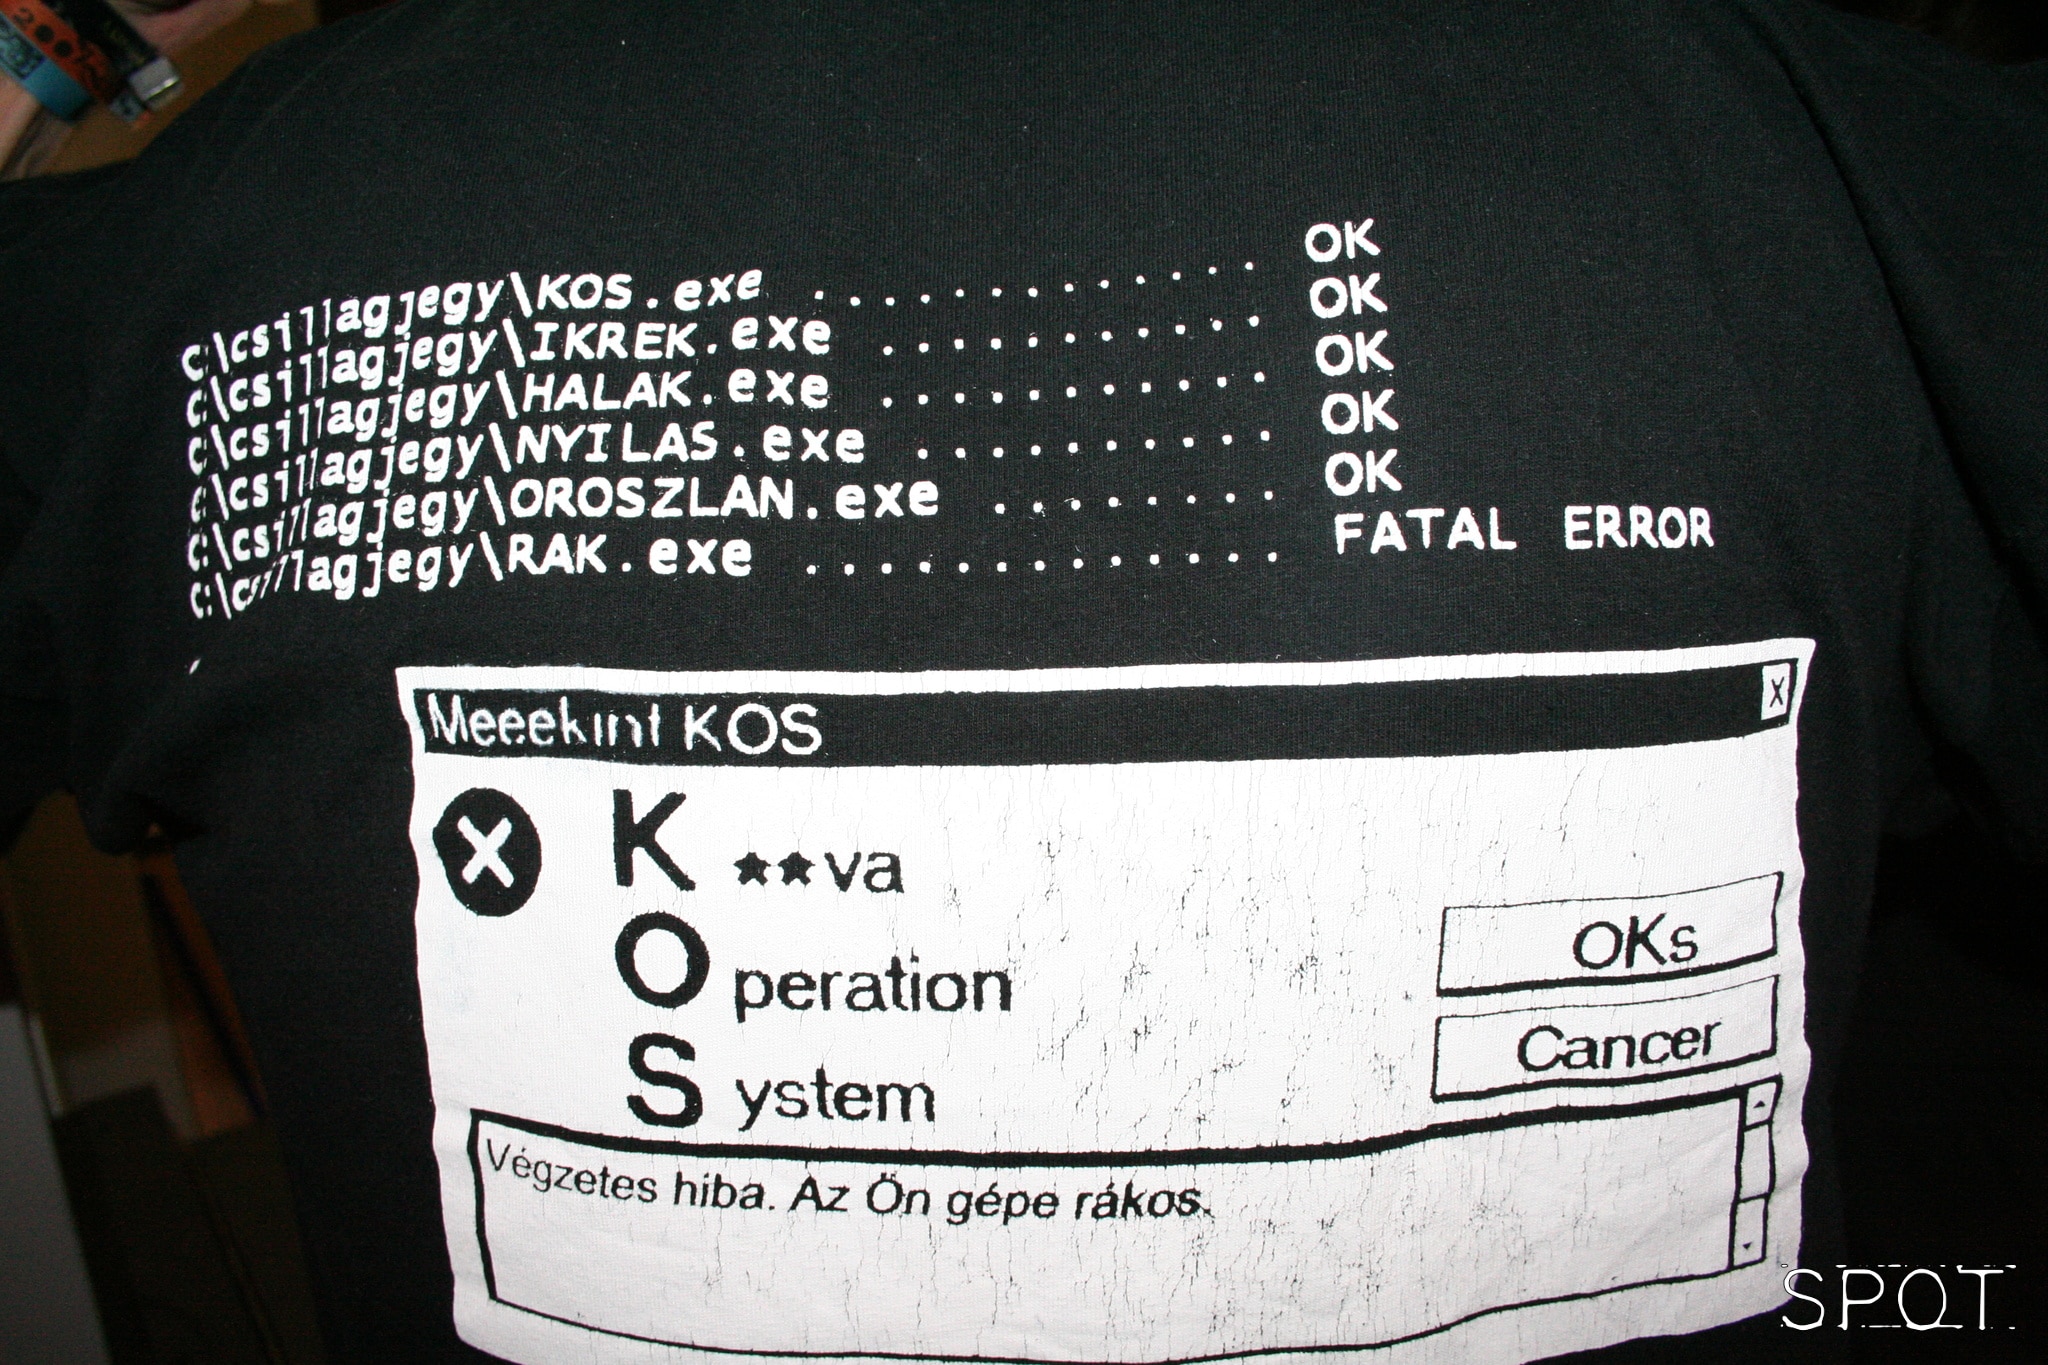 2007
c:\csillagjegy\KOS.exe ............. OK
c:\csillagjegy\IKREK.exe ........... OK
c:\csillagjegy\HALAK.exe ........... OK
c:\csillagjegy\NYILAS.exe .......... OK
c:\csillagjegy\OROSZLAN.exe ........ OK
c:\csillagjegy\RAK.exe ............. FATAL ERROR
Meeekint KOS
X
K **va
O peration
S ystem
OKs
Cancer
Végzetes hiba. Az Ön gépe rákos.
SPOT